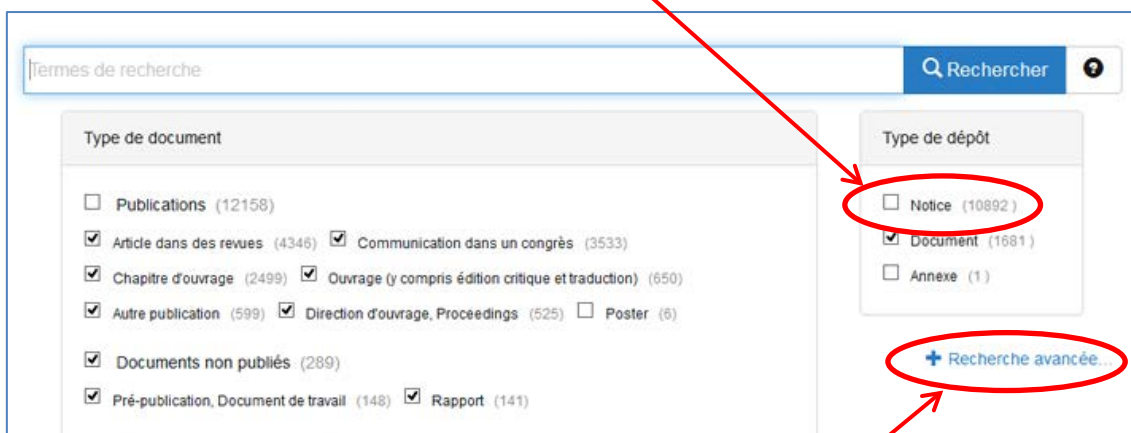 Termes de recherche
Rechercher
Type de document
Publications (12158)
Article dans des revues (4346) Communication dans un congrès (3533)
Chapitre d'ouvrage (2499) Ouvrage (y compris édition critique et traduction) (650)
Autre publication (599) Direction d'ouvrage, Proceedings (525) Poster (6)
Documents non publiés (289)
Pré-publication, Document de travail (148) Rapport (141)
Type de dépôt
Notice (10892)
Document (1681)
Annexe (1)
+ Recherche avancée...